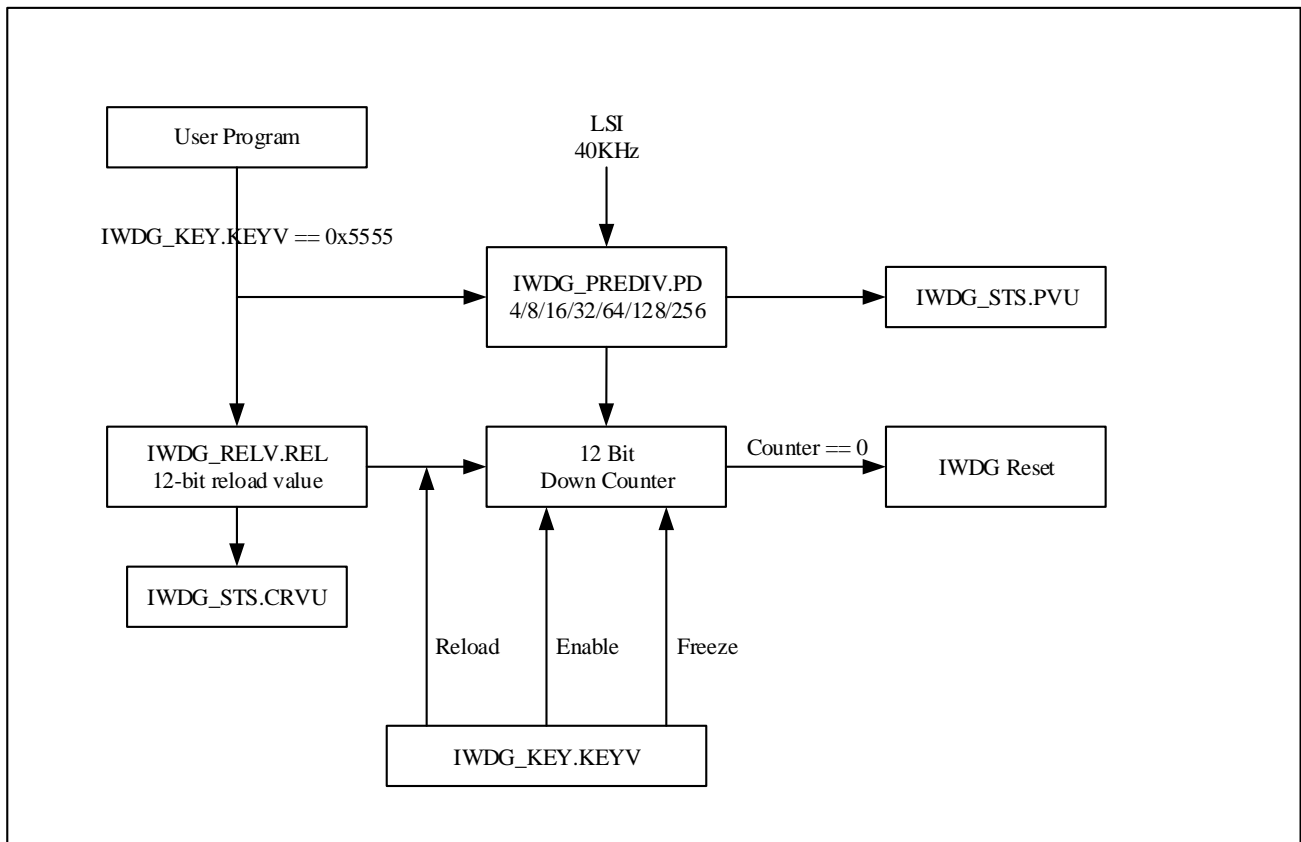 User Program
LSI
40KHz
IWDG_KEY.KEYV == 0x5555
IWDG_PREDIV.PD
4/8/16/32/64/128/256
IWDG_STS.PVU
IWDG_RELV.REL
12-bit reload value
12 Bit
Down Counter
Counter == 0
IWDG Reset
IWDG_STS.CRVU
Reload
Enable
Freeze
IWDG_KEY.KEYV